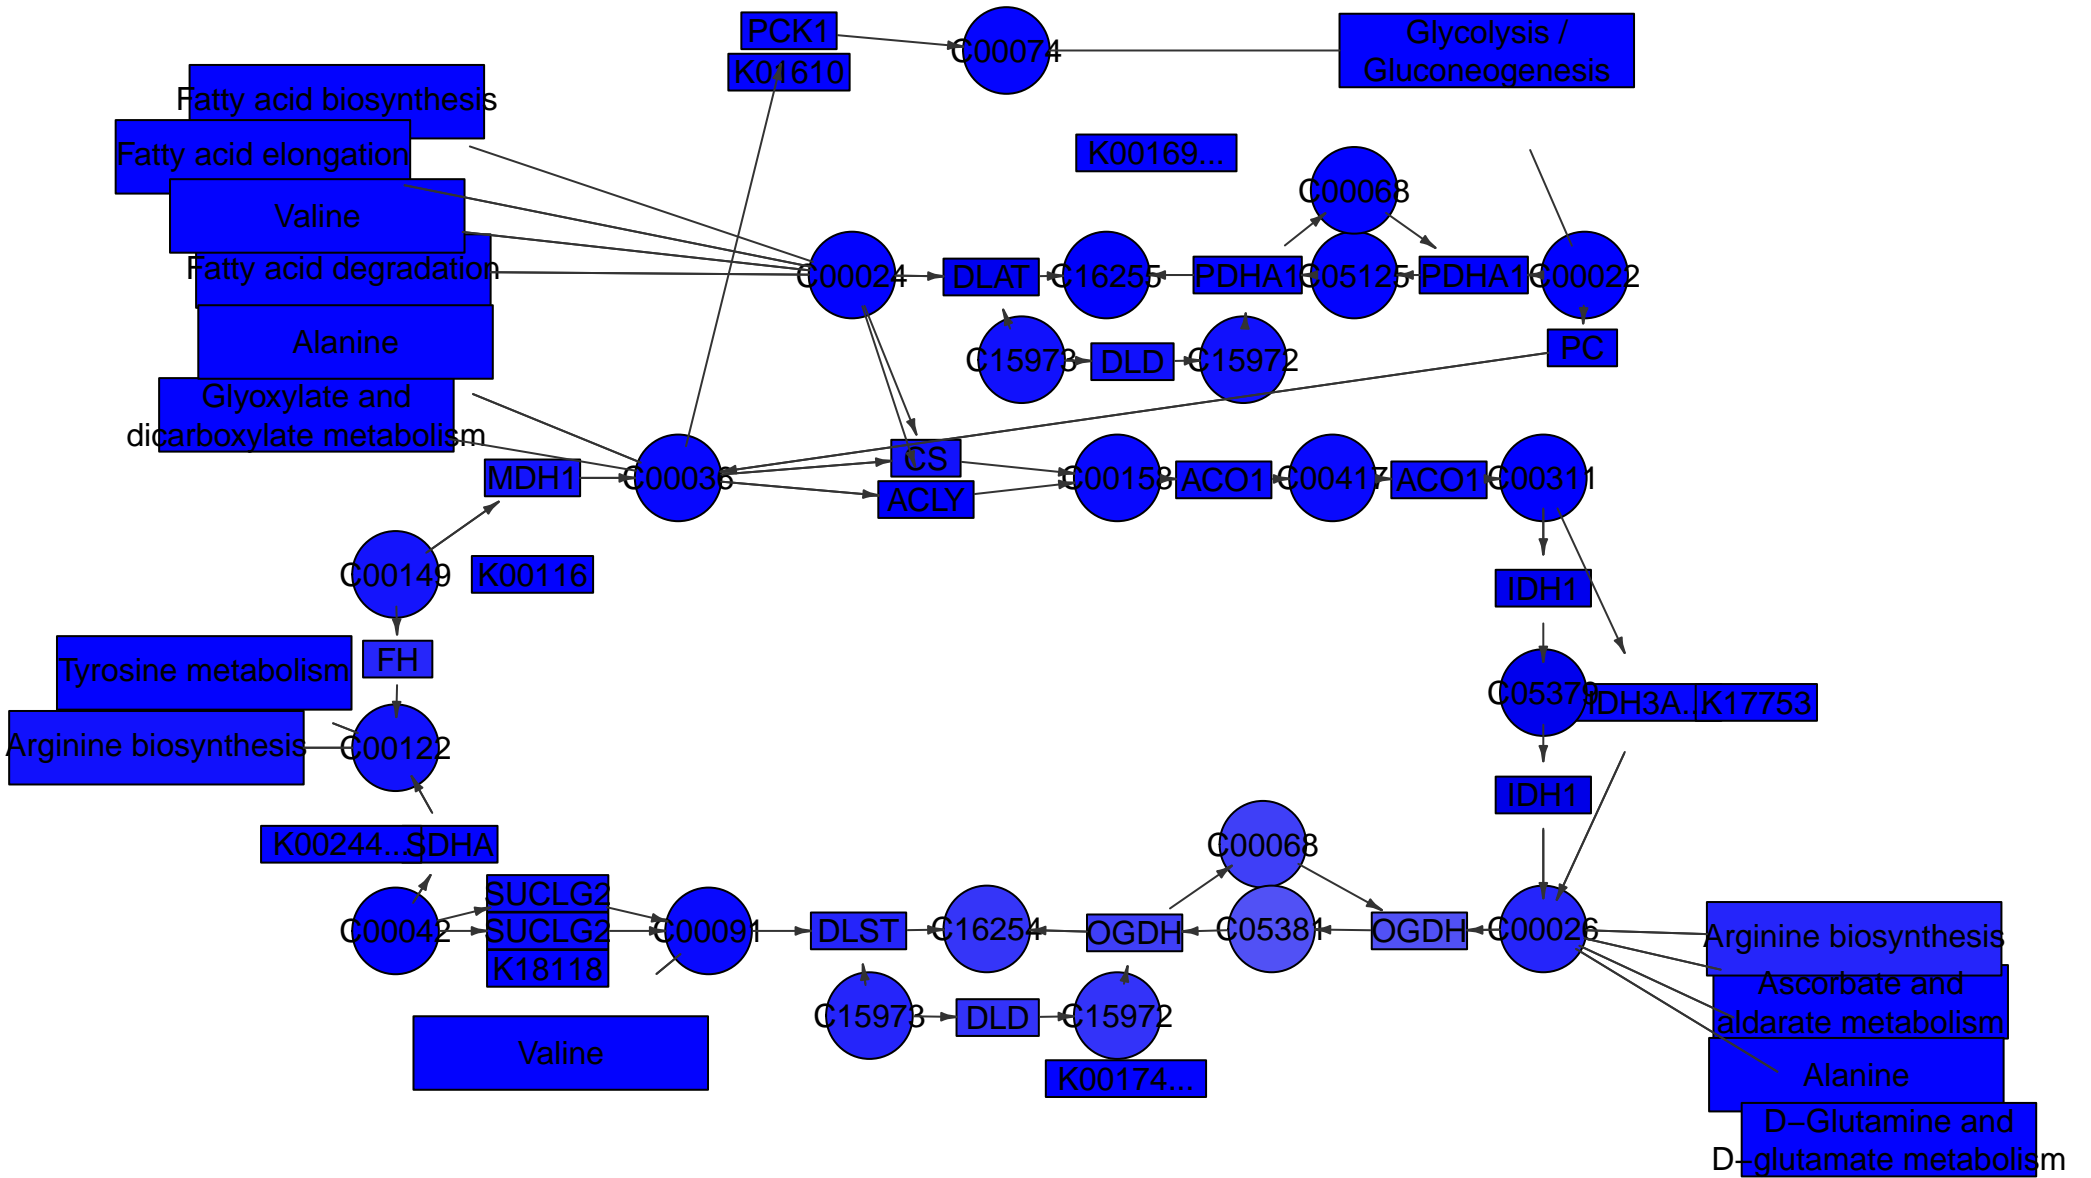 PCK1
C00074
Glycolysis /
Gluconeogenesis
K01610
Fatty acid biosynthesis
Fatty acid elongation
K00169...
C00068
Valine
Fatty acid degradation
C00024
DLAT
C16255
PDHA1
C05125
PDHA1
C00022
Alanine
C15973
DLD
C15972
PC
Glyoxylate and
dicarboxylate metabolism
MDH1
C00036
CS
ACLY
C00158
ACO1
C00417
ACO1
C00311
C00149
K00116
IDH1
Tyrosine metabolism
FH
C05379
IDH3A...
K17753
Arginine biosynthesis
C00122
IDH1
K00244...
SDHA
C00068
SUCLG2
C00042
SUCLG2
C00091
DLST
C16254
OGDH
C05381
OGDH
C00026
Arginine biosynthesis
K18118
Ascorbate and
aldarate metabolism
C15973
DLD
C15972
Valine
K00174...
Alanine
D−Glutamine and
D−glutamate metabolism